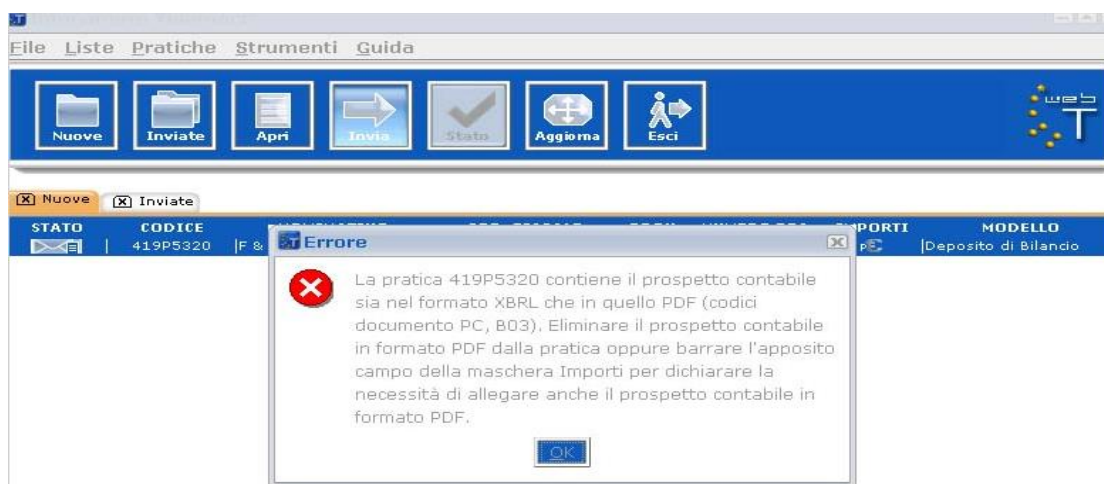 File Liste Pratiche Strumenti Guida
Nuove Inviate Apri Invia Stato Aggiorna Esci
web
T
Nuove Inviate
STATO CODICE IMPORTI MODELLO
419P5320 F & Deposito di Bilancio
Errore
La pratica 419P5320 contiene il prospetto contabile
sia nel formato XBRL che in quello PDF (codici
documento PC, B03). Eliminare il prospetto contabile
in formato PDF dalla pratica oppure barrare l'apposito
campo della maschera Importi per dichiarare la
necessità di allegare anche il prospetto contabile in
formato PDF.
OK